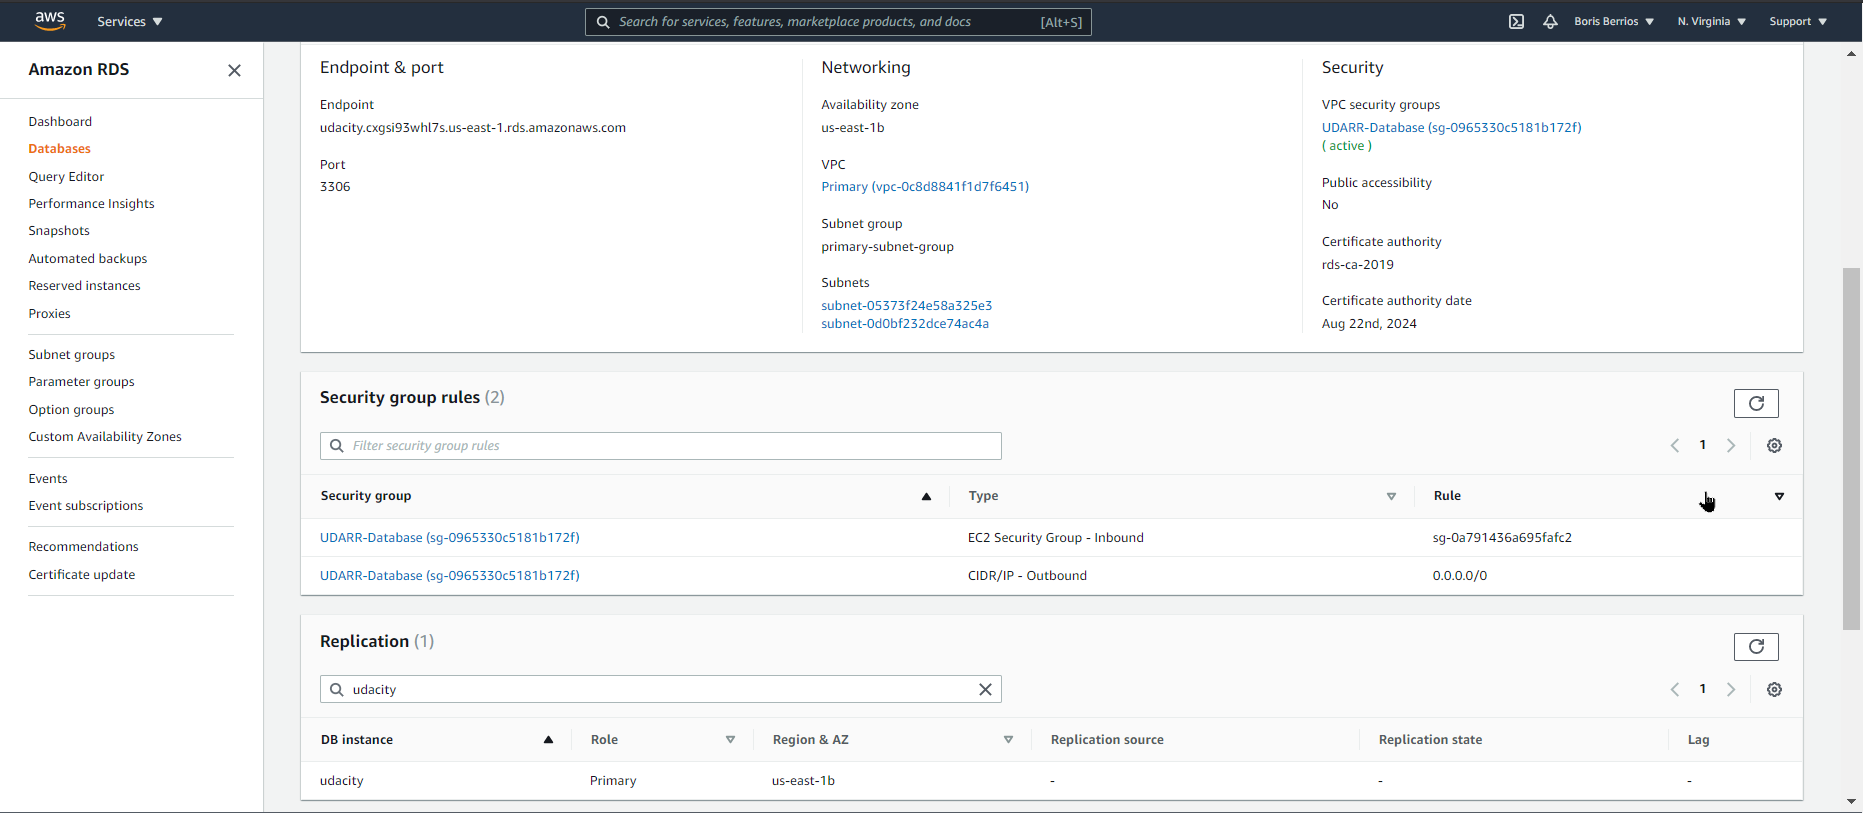 aws
Services
Search for services, features, marketplace products, and docs
[Alt+S]
Boris Berrios
N. Virginia
Support
Amazon RDS
Dashboard
Databases
Query Editor
Performance Insights
Snapshots
Automated backups
Reserved instances
Proxies
Subnet groups
Parameter groups
Option groups
Custom Availability Zones
Events
Event subscriptions
Recommendations
Certificate update
Endpoint & port
Endpoint
udacity.cxgsi93whl7s.us-east-1.rds.amazonaws.com
Port
3306
Networking
Availability zone
us-east-1b
VPC
Primary (vpc-0c8d8841f1d7f6451)
Subnet group
primary-subnet-group
Subnets
subnet-05373f24e58a325e3
subnet-0d0bf232dce74ac4a
Security
VPC security groups
UDARR-Database (sg-0965330c5181b172f)
( active )
Public accessibility
No
Certificate authority
rds-ca-2019
Certificate authority date
Aug 22nd, 2024
Security group rules (2)
Filter security group rules
1
Security group Type Rule
UDARR-Database (sg-0965330c5181b172f) EC2 Security Group - Inbound sg-0a791436a695fafc2
UDARR-Database (sg-0965330c5181b172f) CIDR/IP - Outbound 0.0.0.0/0
Replication (1)
udacity
1
DB instance Role Region & AZ Replication source Replication state Lag
udacity Primary us-east-1b - - -